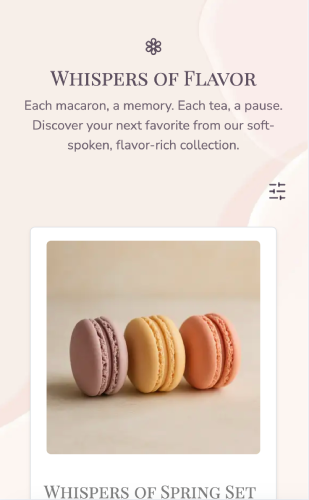 Whispers of Flavor
Each macaron, a memory. Each tea, a pause.
Discover your next favorite from our soft-
spoken, flavor-rich collection.
Whispers of Spring Set